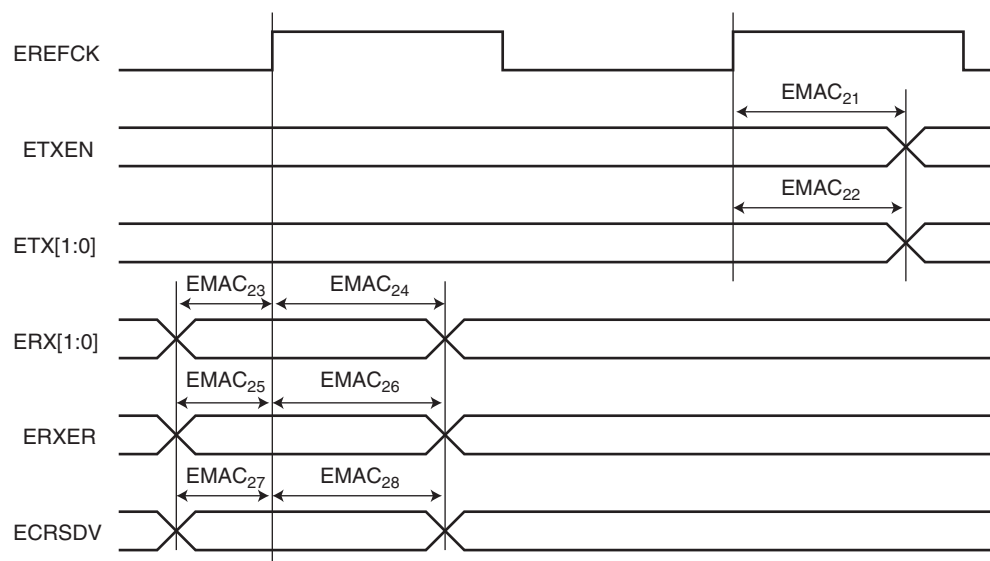 EREFCK
EMAC21
ETXEN
EMAC22
ETX[1:0]
EMAC23 EMAC24
ERX[1:0]
EMAC25 EMAC26
ERXER
EMAC27 EMAC28
ECRSDV